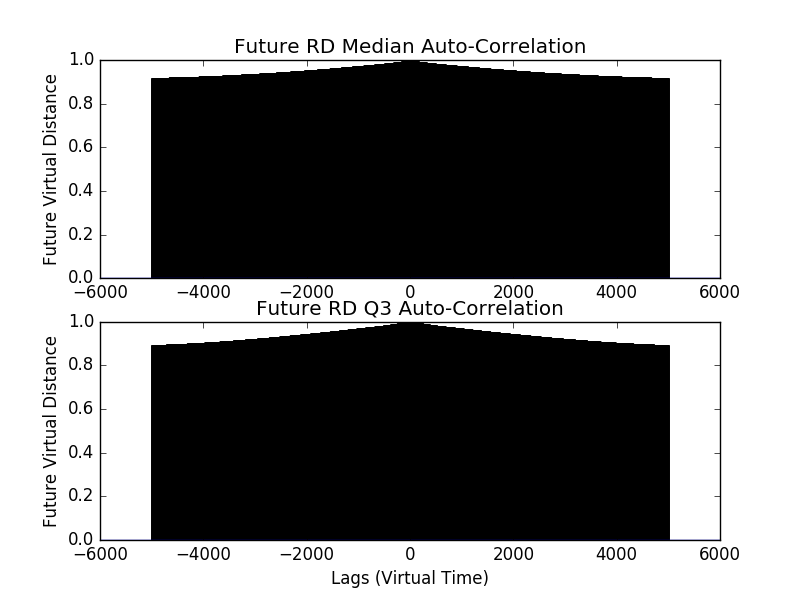 Future RD Median Auto-Correlation
Future Virtual Distance
1.0
0.8
0.6
0.4
0.2
0.0
−6000 −4000 −2000 0 2000 4000 6000
Future RD Q3 Auto-Correlation
Future Virtual Distance
1.0
0.8
0.6
0.4
0.2
0.0
−6000 −4000 −2000 0 2000 4000 6000
Lags (Virtual Time)